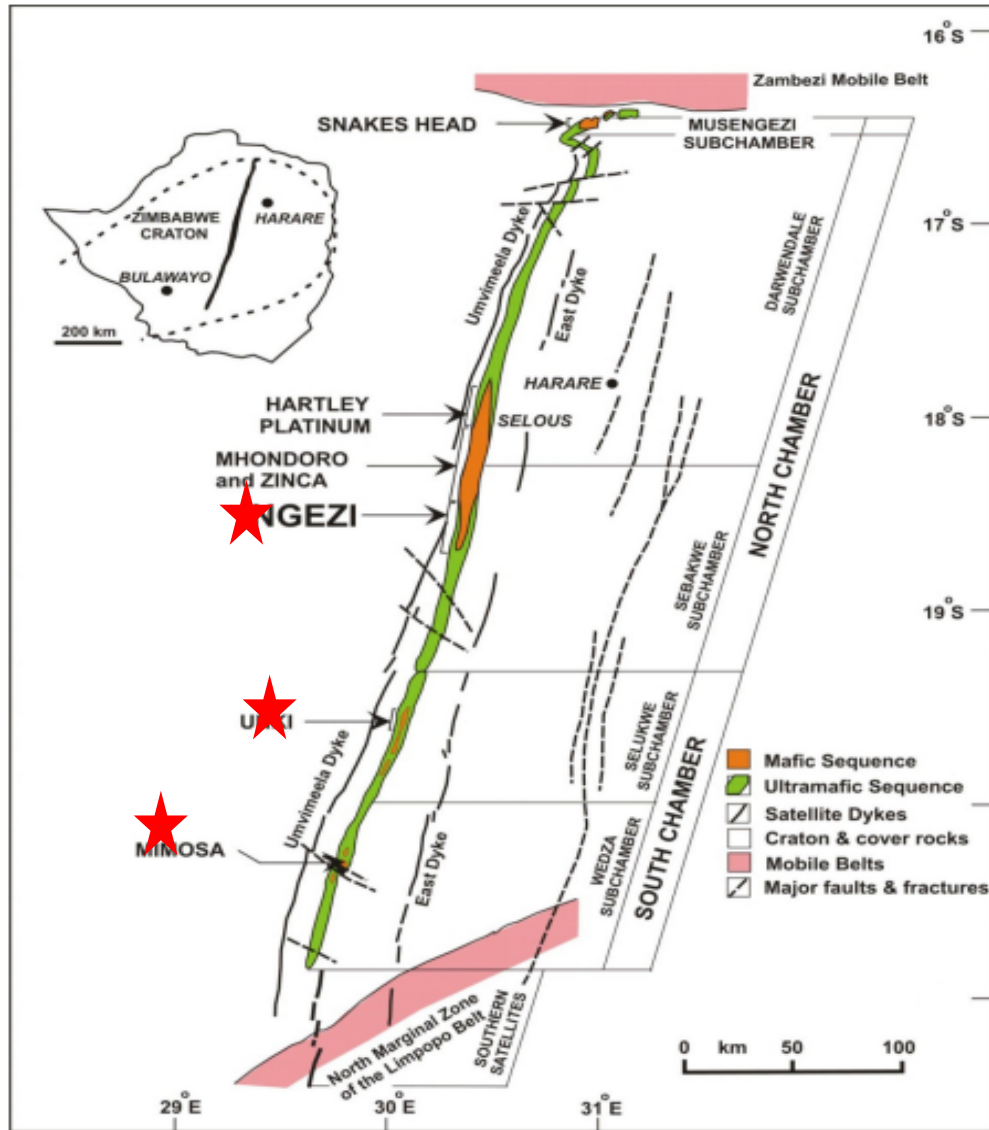 16°S
Zambezi Mobile Belt
SNAKES HEAD
MUSENGEZI
SUBCHAMBER
17°S
ZIMBABWE
CRATON
HARARE
BULAWAYO
200 km
Umvimeela Dyke
East Dyke
DARWENDALE
SUBCHAMBER
HARARE
HARTLEY
PLATINUM
SELOUS
18°S
MHONDORO
and ZINCA
NGEZI
NORTH CHAMBER
SEBAKWE
SUBCHAMBER
19°S
SELUKWE
SUBCHAMBER
Umvimeela Dyke
MIMOSA
East Dyke
WEDZA
SUBCHAMBER
SOUTH CHAMBER
Mafic Sequence
Ultramafic Sequence
Satellite Dykes
Craton & cover rocks
Mobile Belts
Major faults & fractures
North Marginal Zone
of the Limpopo Belt
SOUTHERN
SATELLITES
0 km 50 100
29°E 30°E 31°E